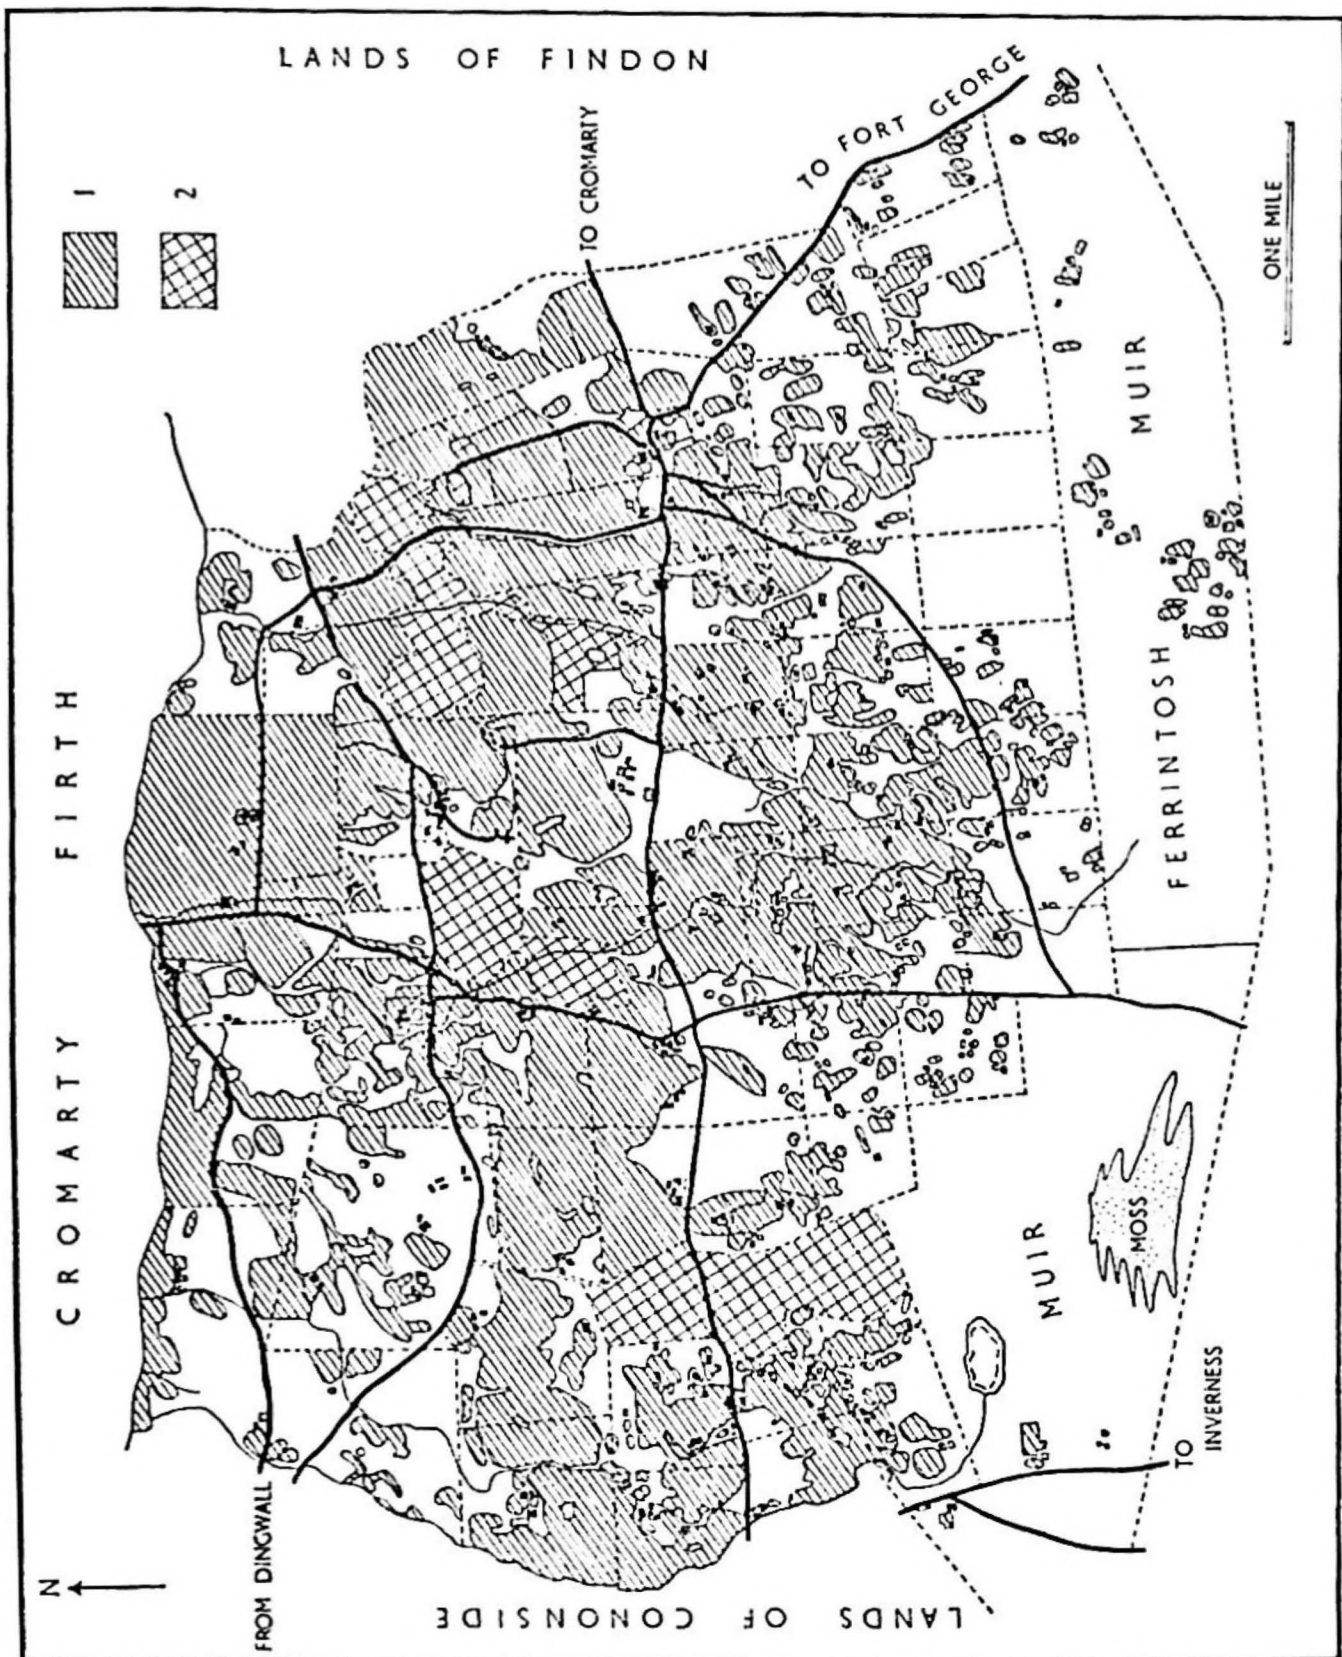 N
CROMARTY FIRTH
1
2
FROM DINGWALL
LANDS OF CONONSIDE
LANDS OF FINDON
TO CROMARTY
TO FORT GEORGE
MUIR
MOSS
FERRINTOSH MUIR
TO
INVERNESS
ONE MILE